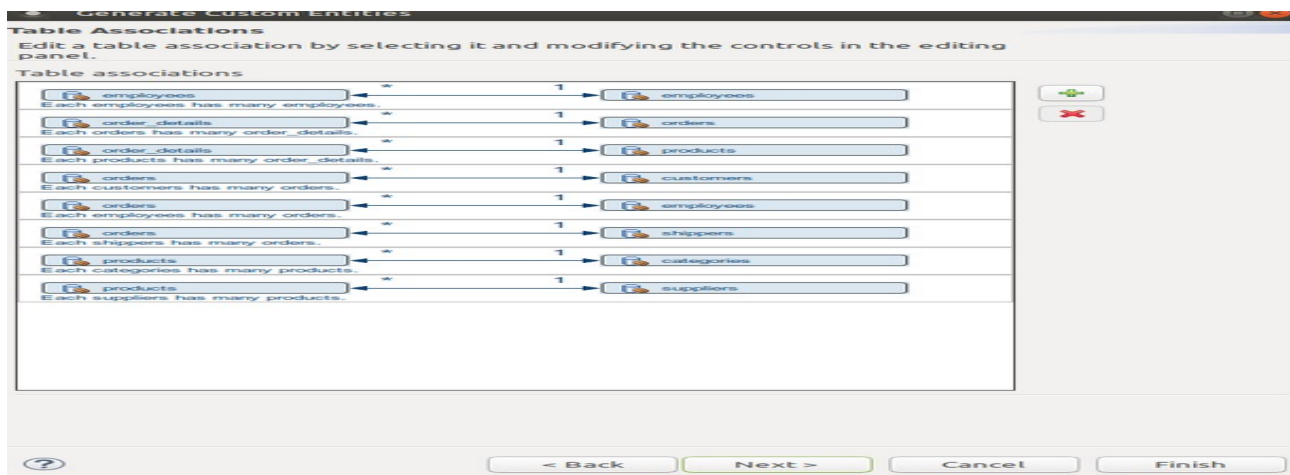 Generate Custom Entities
Table Associations
Edit a table association by selecting it and modifying the controls in the editing
panel.
Table associations
employees * 1 employees
Each employees has many employees.
order_details * 1 orders
Each orders has many order_details.
order_details * 1 products
Each products has many order_details.
orders * 1 customers
Each customers has many orders.
orders * 1 employees
Each employees has many orders.
orders * 1 shippers
Each shippers has many orders.
products * 1 categories
Each categories has many products.
products * 1 suppliers
Each suppliers has many products.
? < Back Next > Cancel Finish